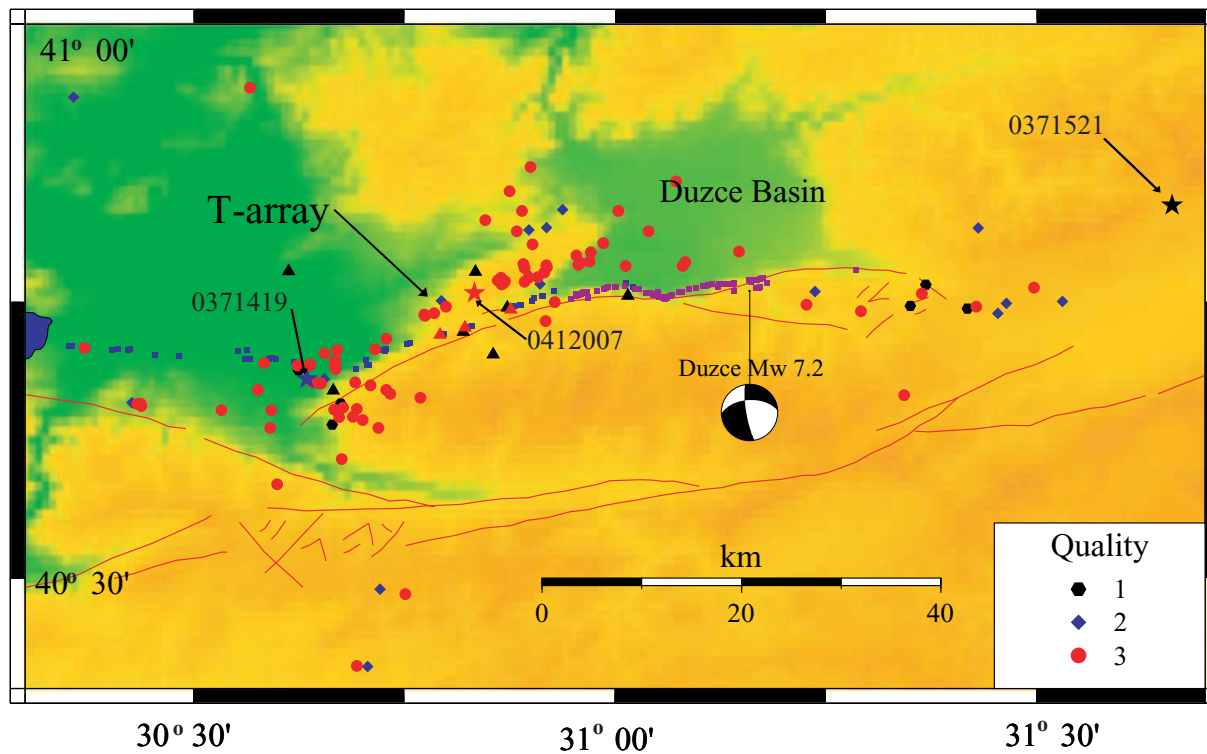 41° 00'
0371521
Duzce Basin
T-array
0371419
0412007
Duzce Mw 7.2
km
0 20 40
40° 30'
Quality
1
2
3
30° 30' 31° 00' 31° 30'